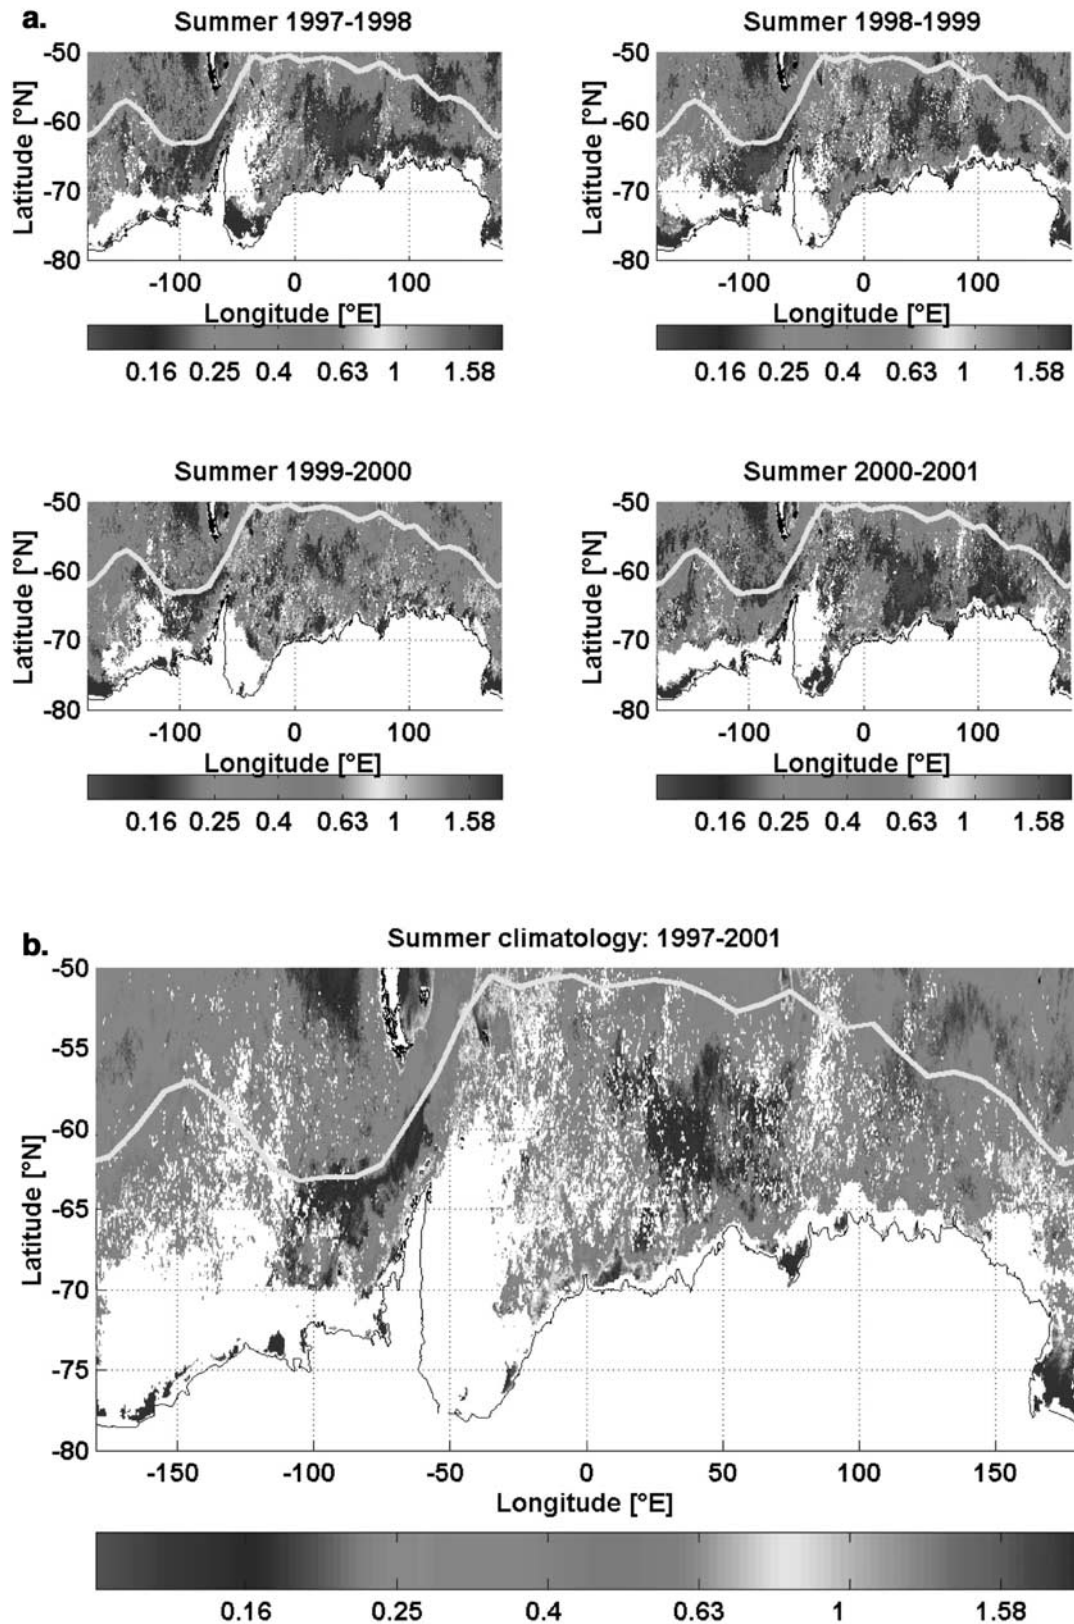 a.
Summer 1997-1998
Latitude [°N]
-50
-60
-70
-80
-100 0 100
Longitude [°E]
0.16 0.25 0.4 0.63 1 1.58
Summer 1998-1999
Latitude [°N]
-50
-60
-70
-80
-100 0 100
Longitude [°E]
0.16 0.25 0.4 0.63 1 1.58
Summer 1999-2000
Latitude [°N]
-50
-60
-70
-80
-100 0 100
Longitude [°E]
0.16 0.25 0.4 0.63 1 1.58
Summer 2000-2001
Latitude [°N]
-50
-60
-70
-80
-100 0 100
Longitude [°E]
0.16 0.25 0.4 0.63 1 1.58
b.
Summer climatology: 1997-2001
Latitude [°N]
-50
-55
-60
-65
-70
-75
-80
-150 -100 -50 0 50 100 150
Longitude [°E]
0.16 0.25 0.4 0.63 1 1.58